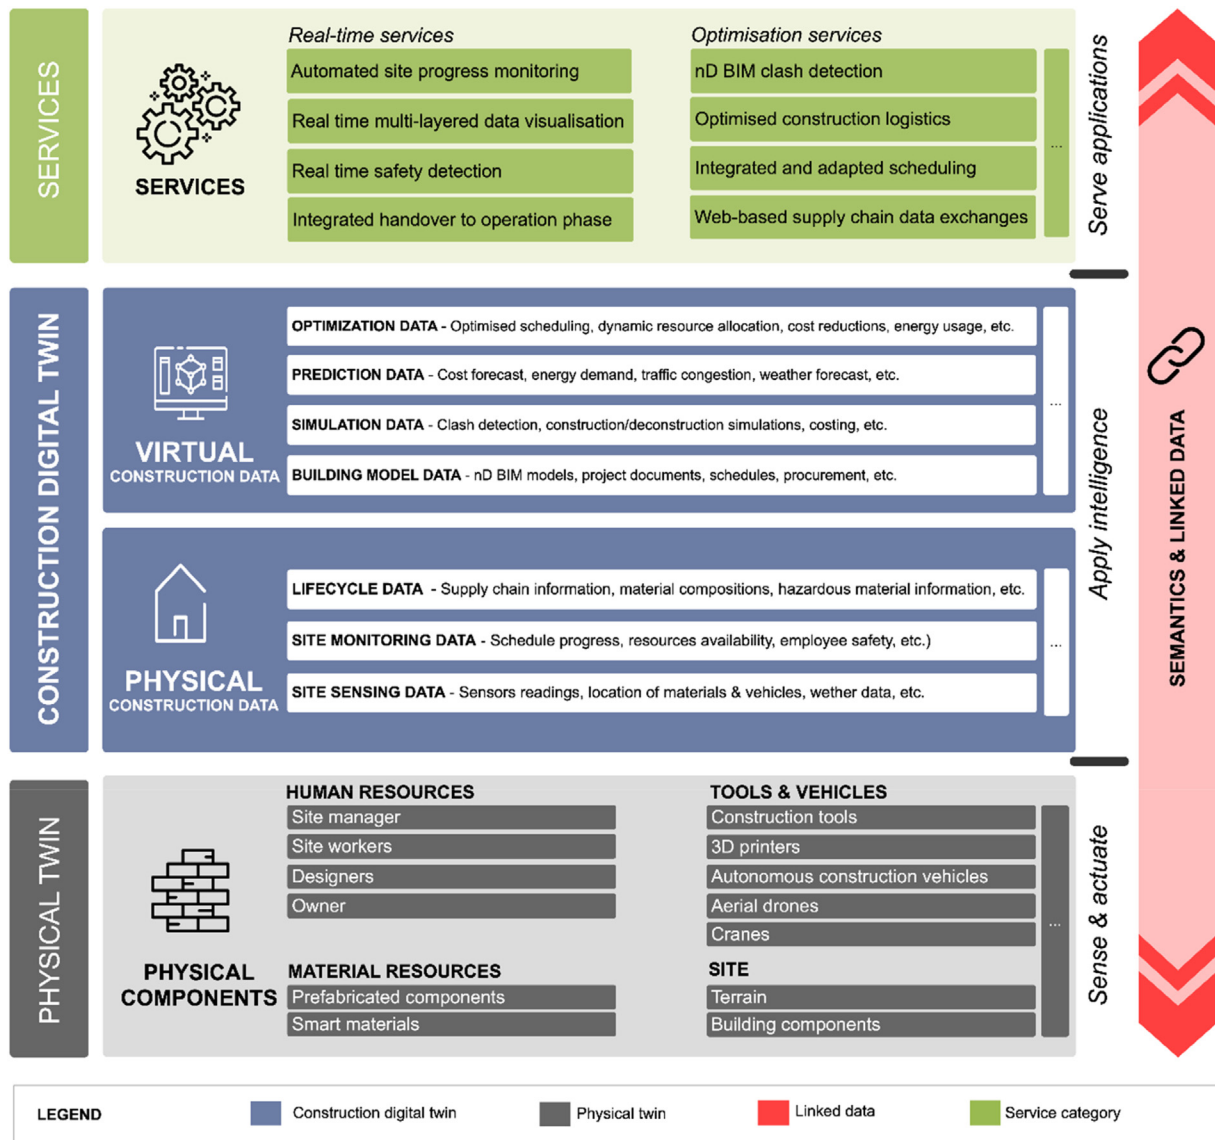 SERVICES
SERVICES
Real-time services
Automated site progress monitoring
Real time multi-layered data visualisation
Real time safety detection
Integrated handover to operation phase
Optimisation services
nD BIM clash detection
Optimised construction logistics
Integrated and adapted scheduling
Web-based supply chain data exchanges
...
Serve applications
CONSTRUCTION DIGITAL TWIN
VIRTUAL
CONSTRUCTION DATA
OPTIMIZATION DATA - Optimised scheduling, dynamic resource allocation, cost reductions, energy usage, etc.
PREDICTION DATA - Cost forecast, energy demand, traffic congestion, weather forecast, etc.
SIMULATION DATA - Clash detection, construction/deconstruction simulations, costing, etc.
BUILDING MODEL DATA - nD BIM models, project documents, schedules, procurement, etc.
...
PHYSICAL
CONSTRUCTION DATA
LIFECYCLE DATA - Supply chain information, material compositions, hazardous material information, etc.
SITE MONITORING DATA - Schedule progress, resources availability, employee safety, etc.)
SITE SENSING DATA - Sensors readings, location of materials & vehicles, wether data, etc.
...
Apply intelligence
PHYSICAL TWIN
PHYSICAL
COMPONENTS
HUMAN RESOURCES
Site manager
Site workers
Designers
Owner
MATERIAL RESOURCES
Prefabricated components
Smart materials
TOOLS & VEHICLES
Construction tools
3D printers
Autonomous construction vehicles
Aerial drones
Cranes
SITE
Terrain
Building components
...
Sense & actuate
SEMANTICS & LINKED DATA
LEGEND
Construction digital twin
Physical twin
Linked data
Service category